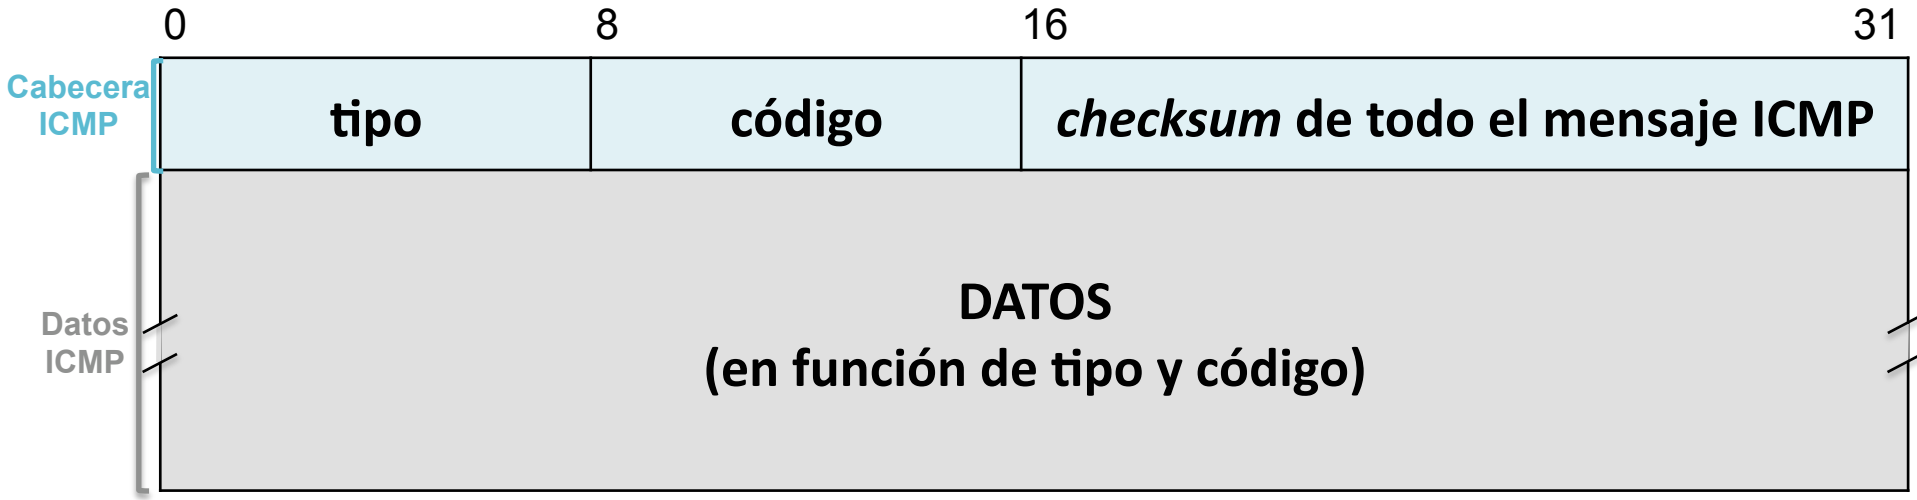 0 8 16 31
Cabecera
ICMP
tipo código checksum de todo el mensaje ICMP
Datos
ICMP
DATOS
(en función de tipo y código)